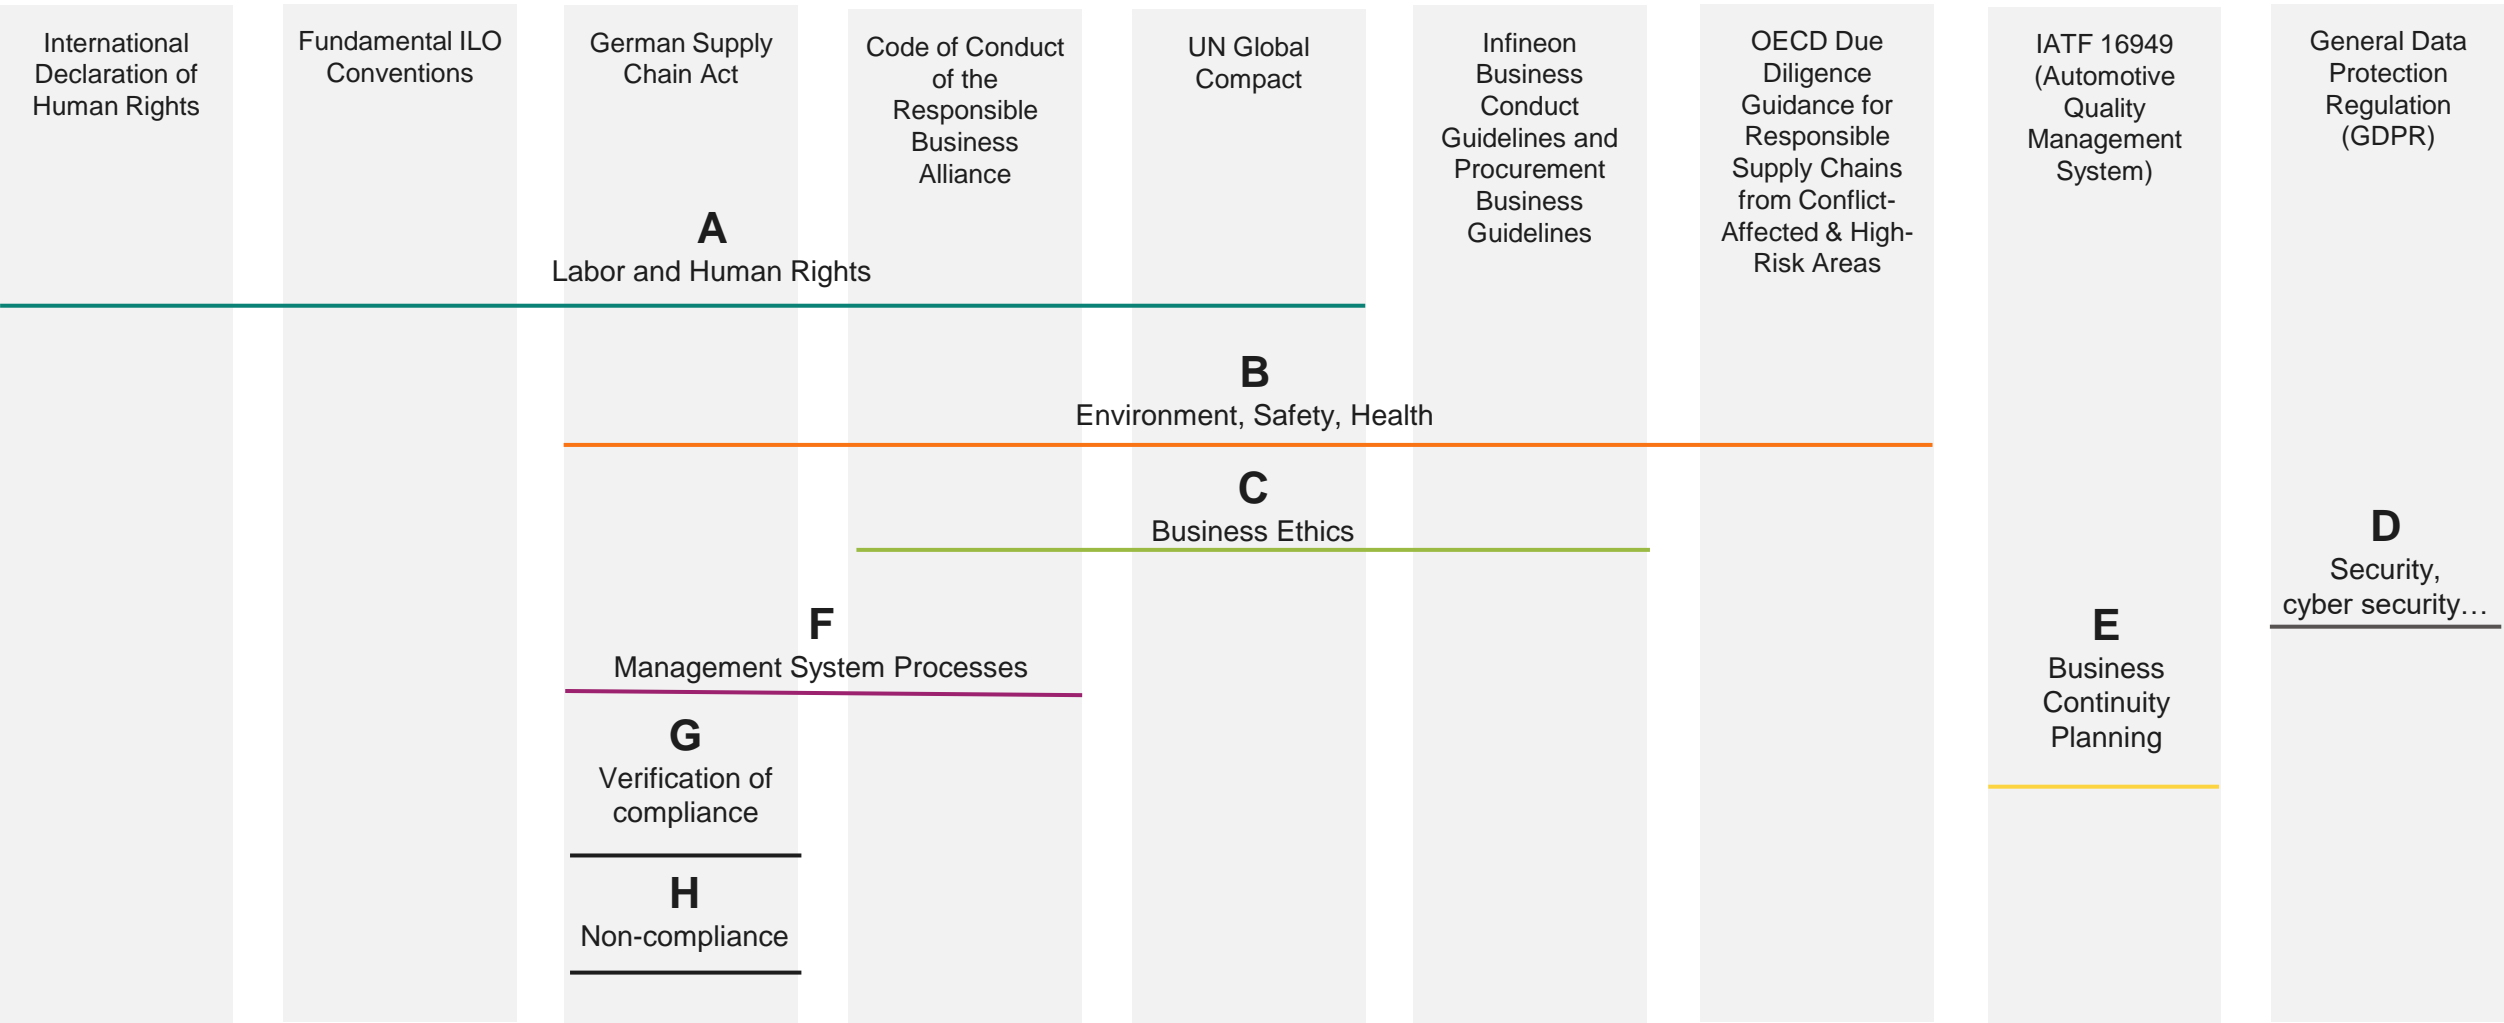 International
Declaration of
Human Rights
Fundamental ILO
Conventions
German Supply
Chain Act
Code of Conduct
of the
Responsible
Business
Alliance
UN Global
Compact
Infineon
Business
Conduct
Guidelines and
Procurement
Business
Guidelines
OECD Due
Diligence
Guidance for
Responsible
Supply Chains
from Conflict-
Affected & High-
Risk Areas
IATF 16949
(Automotive
Quality
Management
System)
General Data
Protection
Regulation
(GDPR)
A
Labor and Human Rights
B
Environment, Safety, Health
C
Business Ethics
D
Security,
cyber security…
E
Business
Continuity
Planning
F
Management System Processes
G
Verification of
compliance
H
Non-compliance